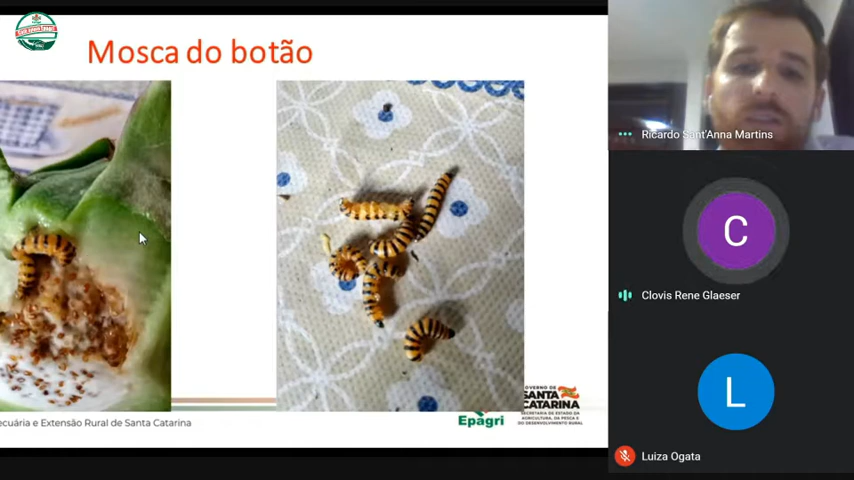 Mosca do botão
Ricardo Sant'Anna Martins
C
Clovis Rene Glaeser
L
Luiza Ogata
ecuária e Extensão Rural de Santa Catarina
Epagri
GOVERNO DE
SANTA
CATARINA
SECRETARIA DE ESTADO DA
AGRICULTURA, DA PESCA E
DO DESENVOLVIMENTO RURAL